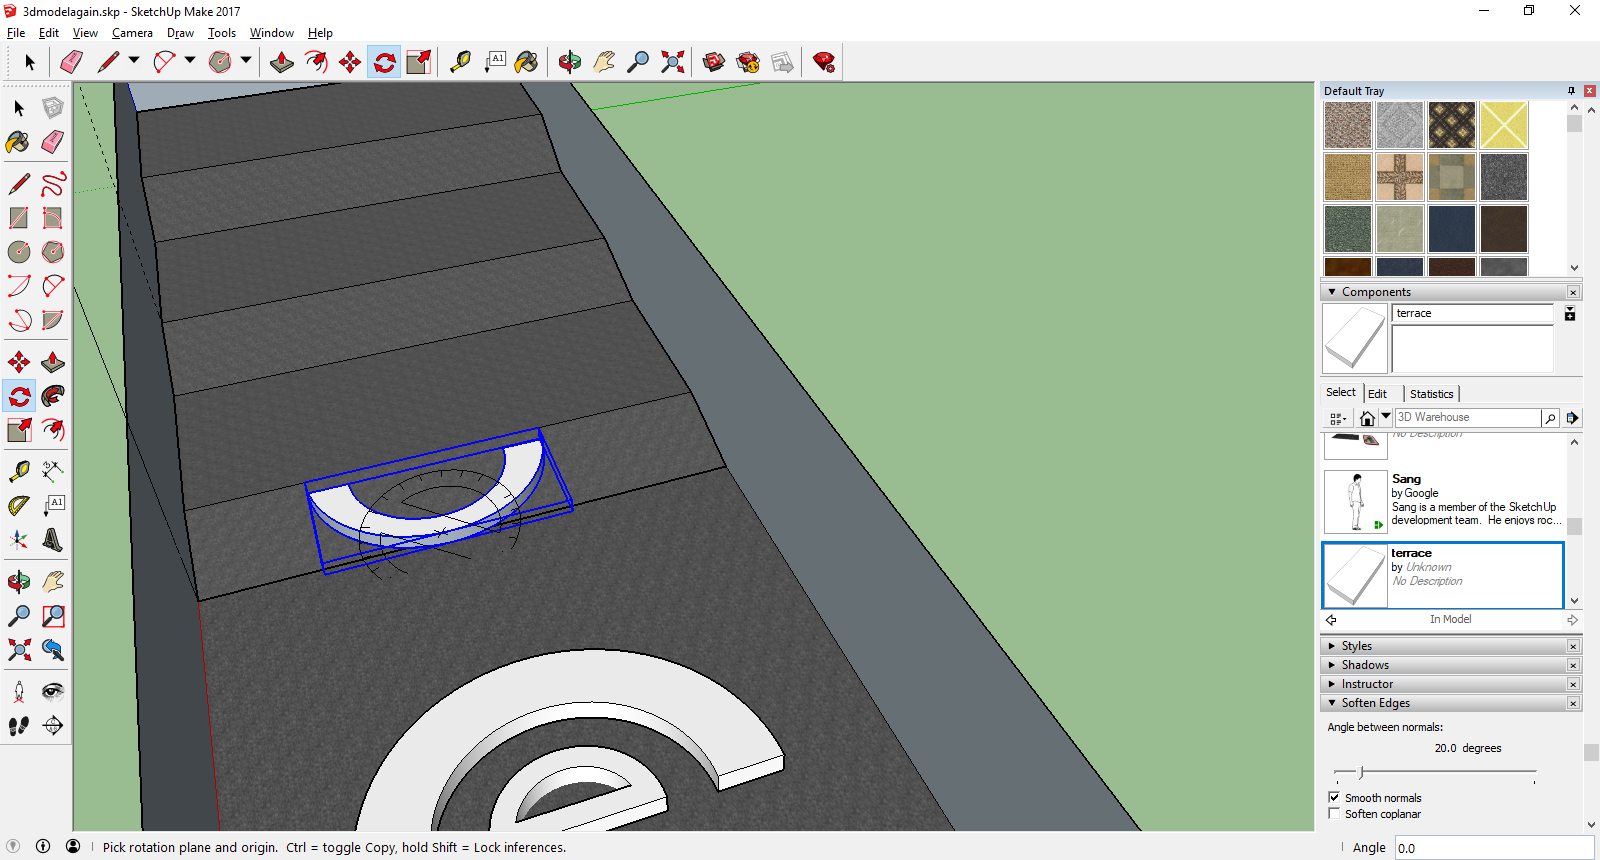 3dmodelagain.skp - SketchUp Make 2017
File Edit View Camera Draw Tools Window Help
A1
Default Tray
Components
terrace
Select Edit Statistics
3D Warehouse
No Description
Sang
by Google
Sang is a member of the SketchUp
development team. He enjoys roc...
terrace
by Unknown
No Description
In Model
Styles
Shadows
Instructor
Soften Edges
Angle between normals:
20.0 degrees
Smooth normals
Soften coplanar
A1
e
Pick rotation plane and origin. Ctrl = toggle Copy, hold Shift = Lock inferences.
Angle 0.0